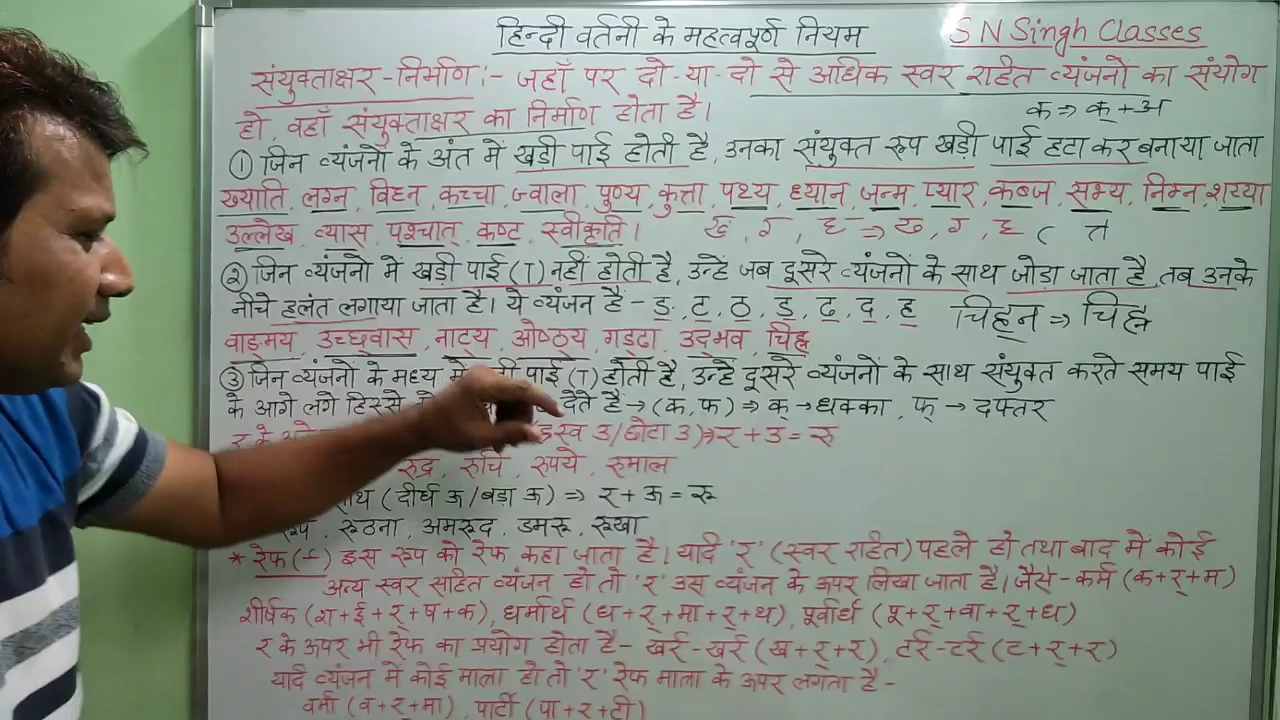 हिन्दी वर्तनी के महत्वपूर्ण नियम S N Singh Classes
संयुक्ताक्षर-निर्माण :- जहाँ पर दो-या-दो से अधिक स्वर रहित व्यंजनों का संयोग
हो, वहाँ संयुक्ताक्षर का निर्माण होता है। क ⇒ क् + अ
① जिन व्यंजनों के अंत में खड़ी पाई होती है, उनका संयुक्त रूप खड़ी पाई हटा कर बनाया जाता
ख्याति, लग्न, विघ्न, कच्चा, ज्वाला, पुण्य, कुत्ता, पथ्य, ध्यान, जन्म, प्यार, कब्ज, सभ्य, निम्न, शय्या
उल्लेख, व्यास, पश्चात्, कष्ट, स्वीकृति। ख, ग, घ ⇒ ख्, ग्, घ् त्त
② जिन व्यंजनों में खड़ी पाई (ा) नहीं होती है, उन्हें जब दूसरे व्यंजनों के साथ जोड़ा जाता है, तब उनके
नीचे हलंत लगाया जाता है। ये व्यंजन हैं - ङ्, ट्, ठ्, ड्, ढ्, द्, ह् चिह्‌न ⇒ चिह्न
वाङ्मय, उच्छ्वास, नाट्य, ओष्ठ्य, गड्ढा, उद्भव, चिह्न
③ जिन व्यंजनों के मध्य में पाई (ा) होती है, उन्हें दूसरे व्यंजनों के साथ संयुक्त करते समय पाई
के आगे लगे हिस्से देते हैं → (क, फ) ⇒ क् → धक्का, फ् → दफ्तर
र के ह्रस्व उ/छोटा उ) ⇒ र + उ = रु
रुद्र, रुचि, रुपये, रुमाल
साथ (दीर्घ ऊ/बड़ा ऊ) ⇒ र + ऊ = रू
रूप, रूठना, अमरूद, डमरू, रूखा
* रेफ (र्) इस रूप को रेफ कहा जाता है। यदि 'र' (स्वर रहित) पहले हो तथा बाद में कोई
अन्य स्वर सहित व्यंजन हो तो 'र' उस व्यंजन के ऊपर लिखा जाता है। जैसे - कर्म (क+र्+म)
शीर्षक (श+ई+र्+ष+क), धर्मार्थ (ध+र्+मा+र्+थ), पूर्वार्ध (पू+र्+वा+र्+ध)
र के ऊपर भी रेफ का प्रयोग होता है - खर्र-खर्र (ख+र्+र), टर्र-टर्र (ट+र्+र)
यदि व्यंजन में कोई मात्रा हो तो 'र' रेफ मात्रा के ऊपर लगता है -
वर्मा (व+र+मा), पार्टी (पा+र+टी)